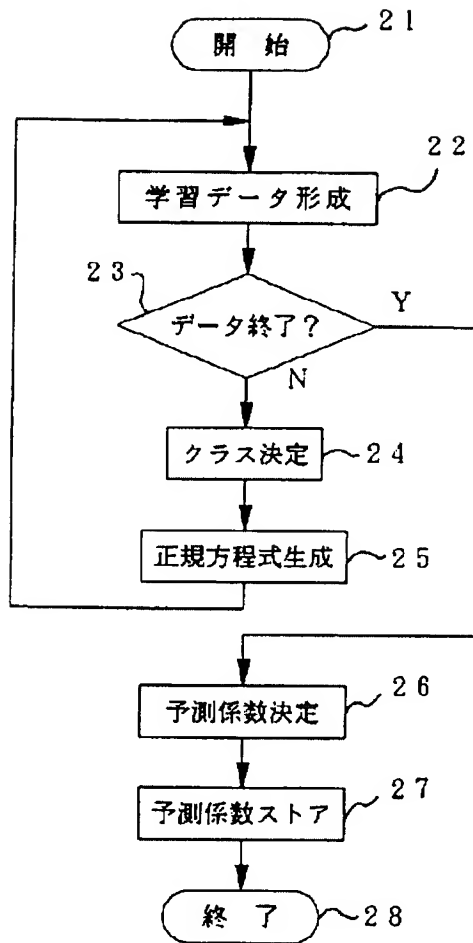 開 始
２１
学習データ形成
２２
２３
データ終了？
Y
N
クラス決定
２４
正規方程式生成
２５
予測係数決定
２６
予測係数ストア
２７
終 了
２８